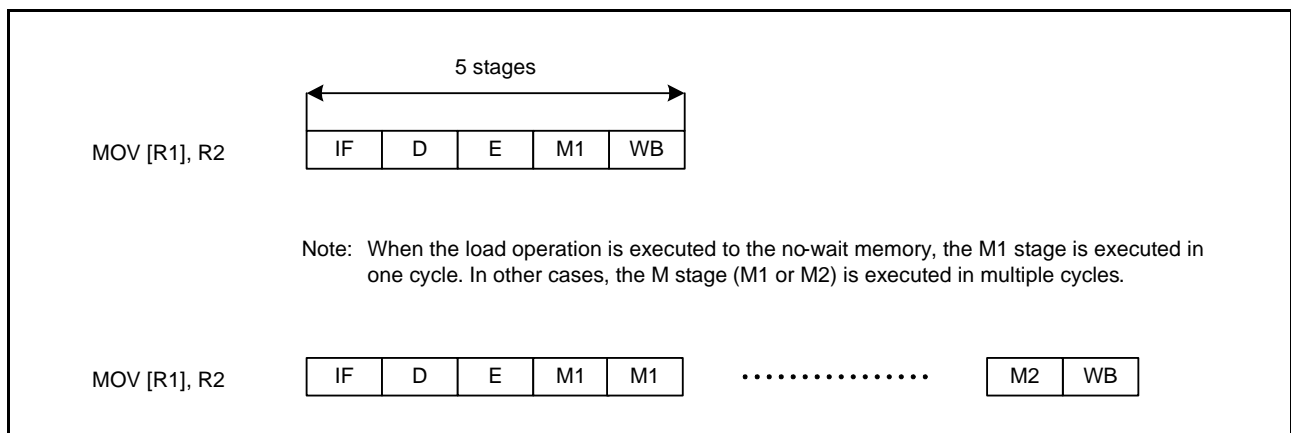 5 stages
MOV [R1], R2 IF D E M1 WB
Note: When the load operation is executed to the no-wait memory, the M1 stage is executed in
one cycle. In other cases, the M stage (M1 or M2) is executed in multiple cycles.
MOV [R1], R2 IF D E M1 M1 ················ M2 WB